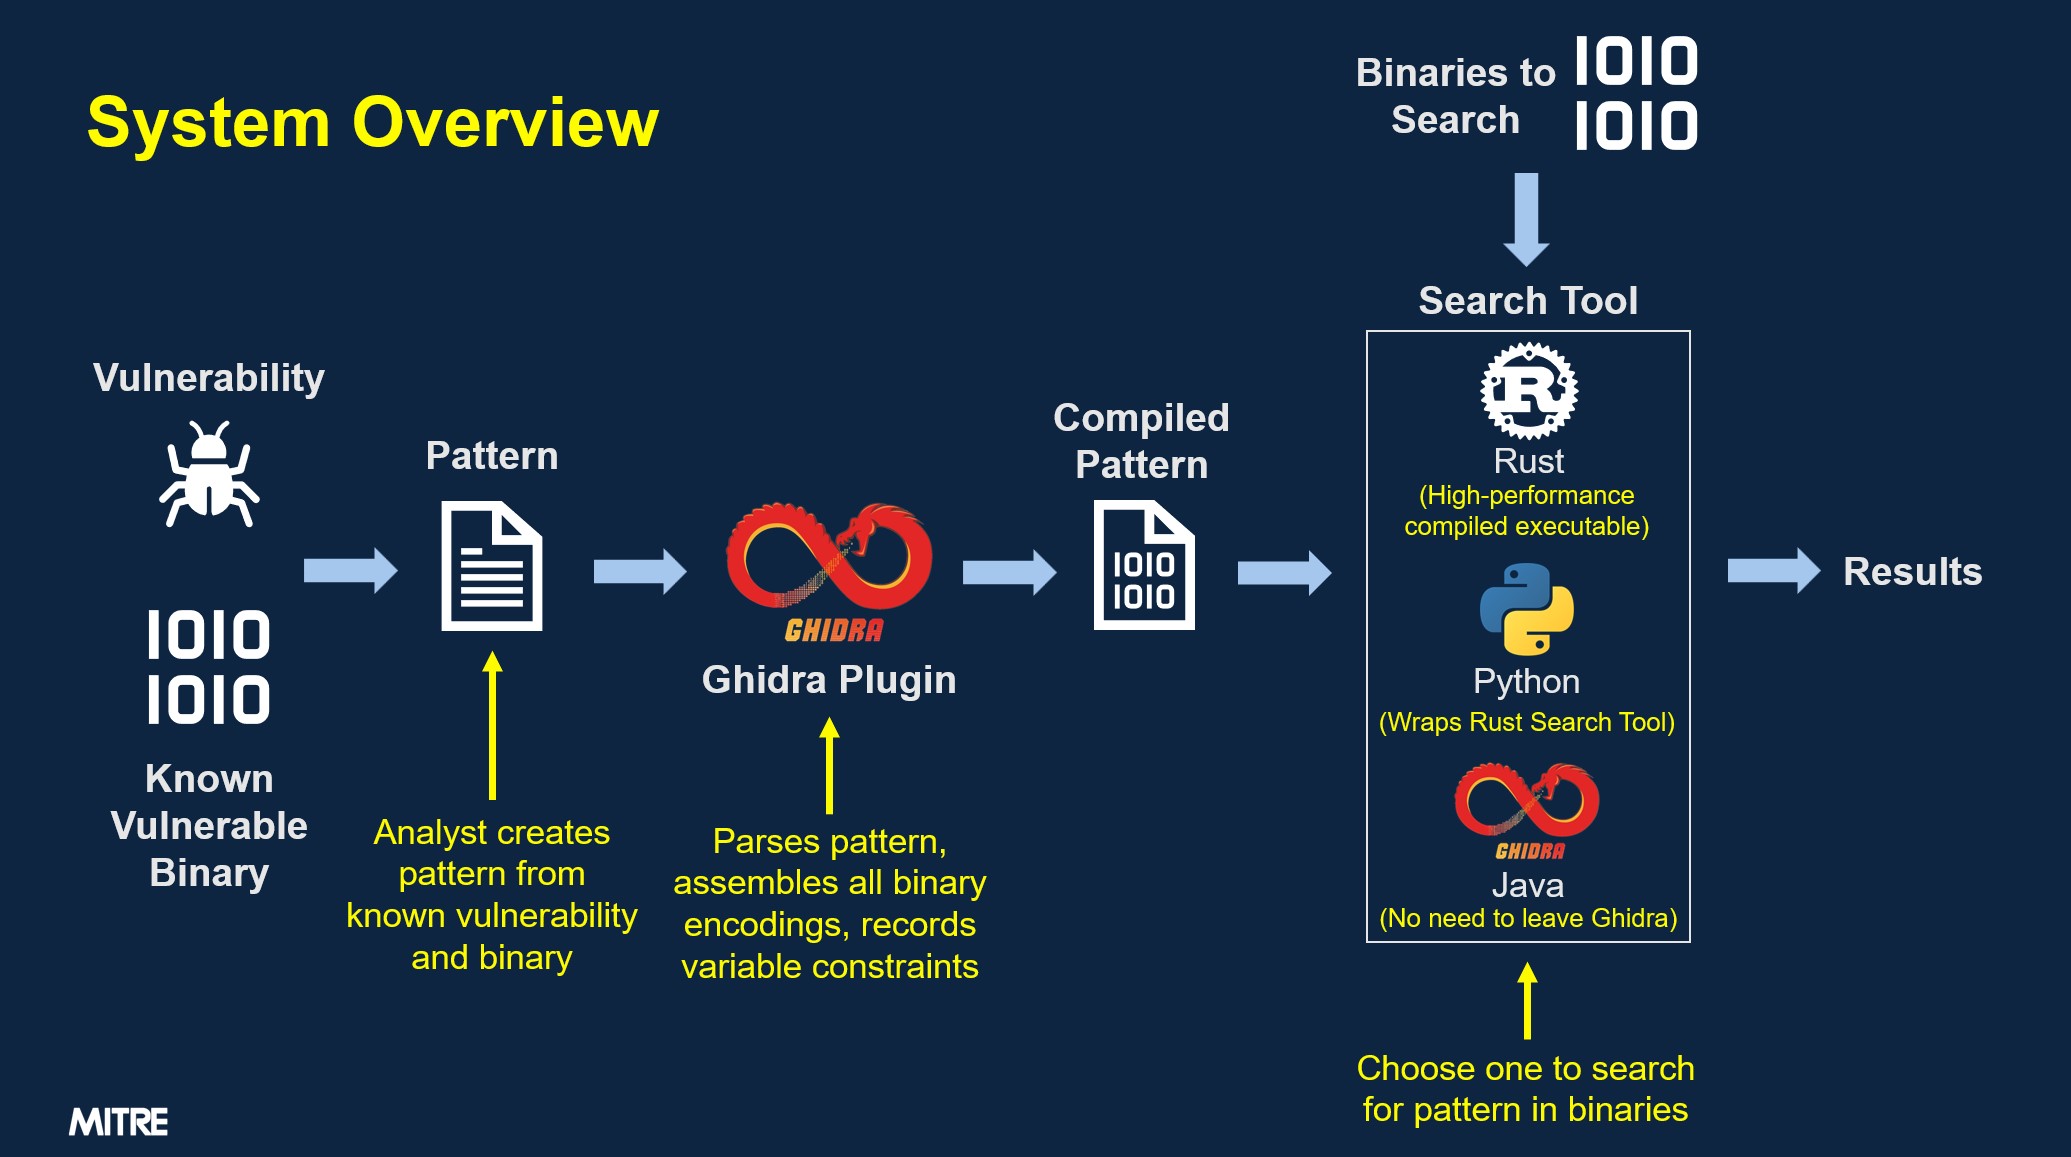 System Overview
Binaries to
Search
1010
1010
Search Tool
Vulnerability
1010
1010
Known
Vulnerable
Binary
Pattern
Analyst creates
pattern from
known vulnerability
and binary
GHIDRA
Ghidra Plugin
Parses pattern,
assembles all binary
encodings, records
variable constraints
Compiled
Pattern
1010
1010
R
Rust
(High-performance
compiled executable)
Python
(Wraps Rust Search Tool)
GHIDRA
Java
(No need to leave Ghidra)
Choose one to search
for pattern in binaries
Results
MITRE